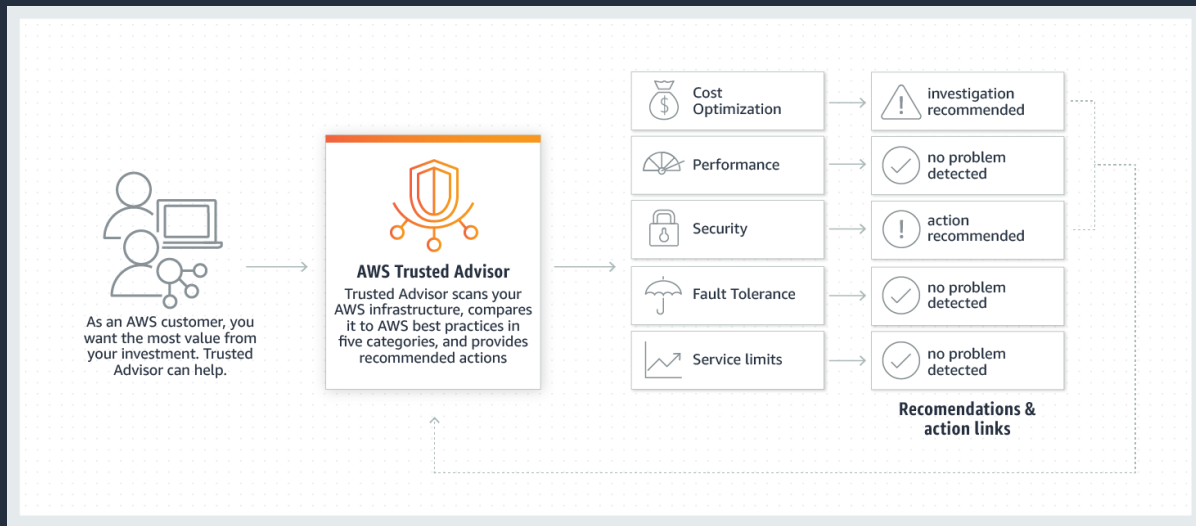 As an AWS customer, you
want the most value from
your investment. Trusted
Advisor can help.
AWS Trusted Advisor
Trusted Advisor scans your
AWS infrastructure, compares
it to AWS best practices in
five categories, and provides
recommended actions
Cost
Optimization
investigation
recommended
Performance
no problem
detected
Security
action
recommended
Fault Tolerance
no problem
detected
Service limits
no problem
detected
Recomendations &
action links